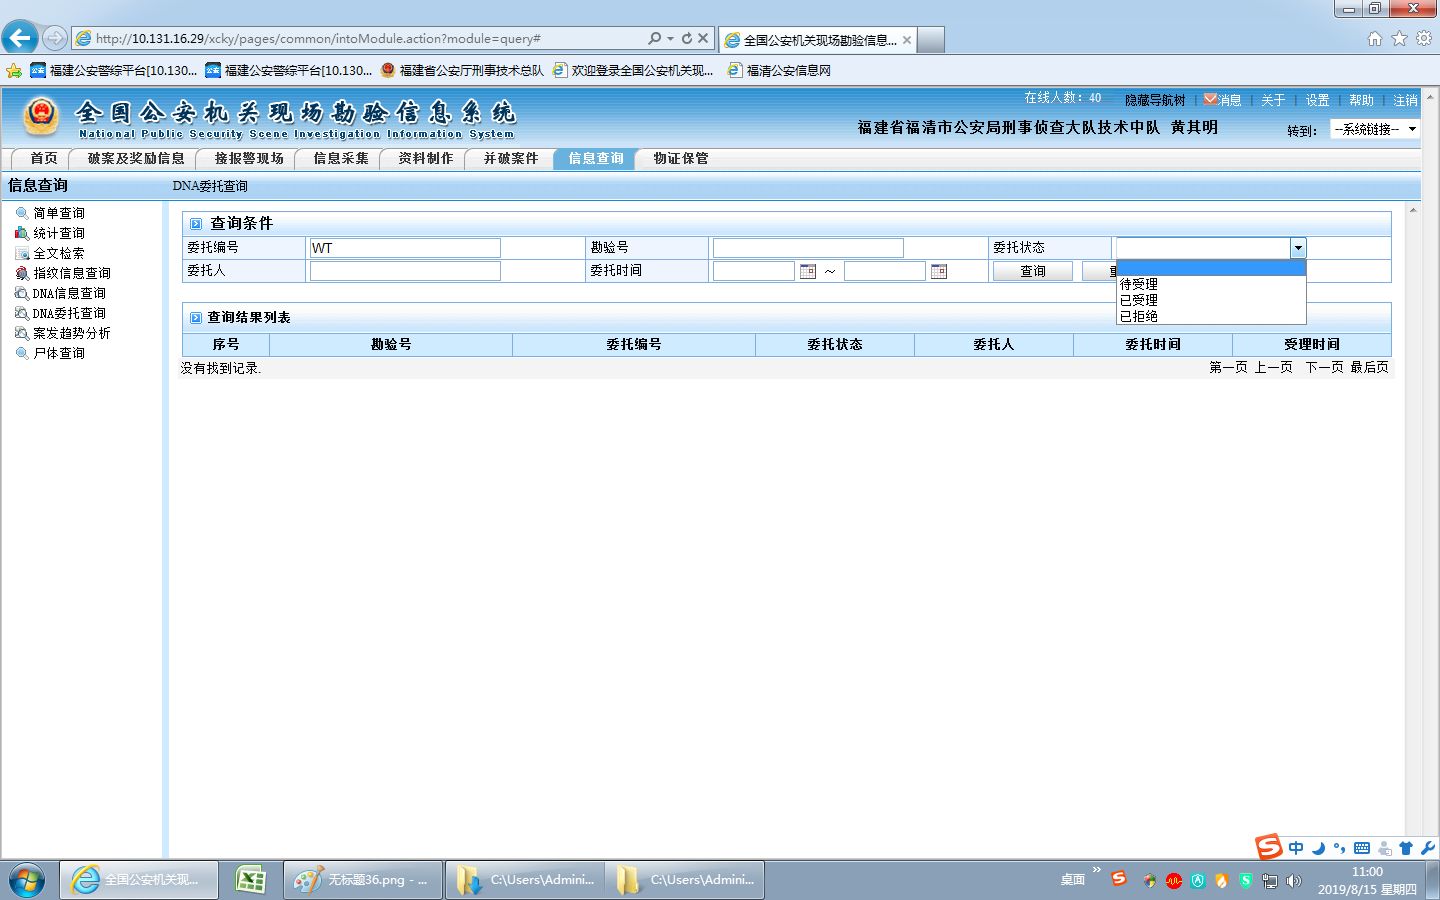 http://10.131.16.29/xcky/pages/common/intoModule.action?module=query#
全国公安机关现场勘验信息...
福建公安警综平台[10.130... 福建公安警综平台[10.130... 福建省公安厅刑事技术总队 欢迎登录全国公安机关现... 福清公安信息网
全国公安机关现场勘验信息系统
National Public Security Scene Investigation Information System
在线人数：40 隐藏导航树 消息 关于 设置 帮助 注销
福建省福清市公安局刑事侦查大队技术中队 黄其明
转到： --系统链接--
首页 破案及奖励信息 接报警现场 信息采集 资料制作 并破案件 信息查询 物证保管
信息查询
DNA委托查询
简单查询
统计查询
全文检索
指纹信息查询
DNA信息查询
DNA委托查询
案发趋势分析
尸体查询
查询条件
委托编号 WT 勘验号 委托状态
委托人 委托时间 ～ 查询
待受理
已受理
已拒绝
查询结果列表
序号 勘验号 委托编号 委托状态 委托人 委托时间 受理时间
没有找到记录.
第一页 上一页 下一页 最后页
中
全国公安机关现... 无标题36.png - ... C:\Users\Admini... C:\Users\Admini...
桌面
11:00
2019/8/15 星期四